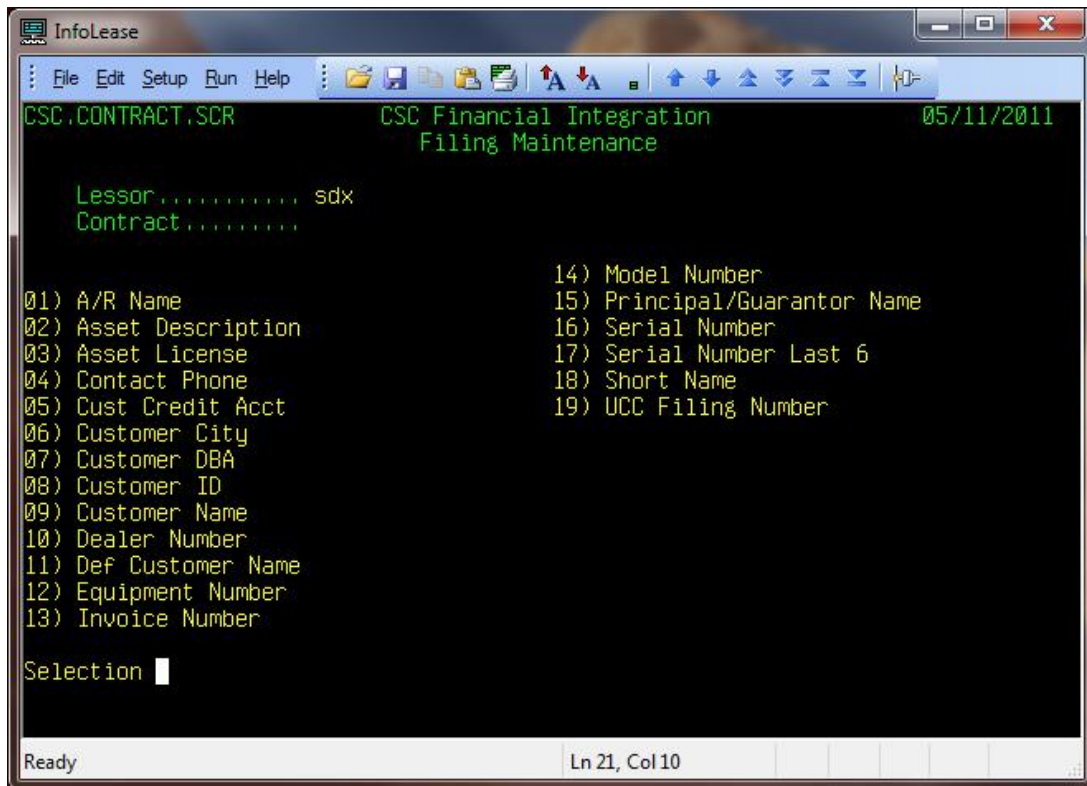 InfoLease
File Edit Setup Run Help
CSC.CONTRACT.SCR CSC Financial Integration 05/11/2011
Filing Maintenance
Lessor........... sdx
Contract.........
14) Model Number
01) A/R Name 15) Principal/Guarantor Name
02) Asset Description 16) Serial Number
03) Asset License 17) Serial Number Last 6
04) Contact Phone 18) Short Name
05) Cust Credit Acct 19) UCC Filing Number
06) Customer City
07) Customer DBA
08) Customer ID
09) Customer Name
10) Dealer Number
11) Def Customer Name
12) Equipment Number
13) Invoice Number
Selection
Ready Ln 21, Col 10